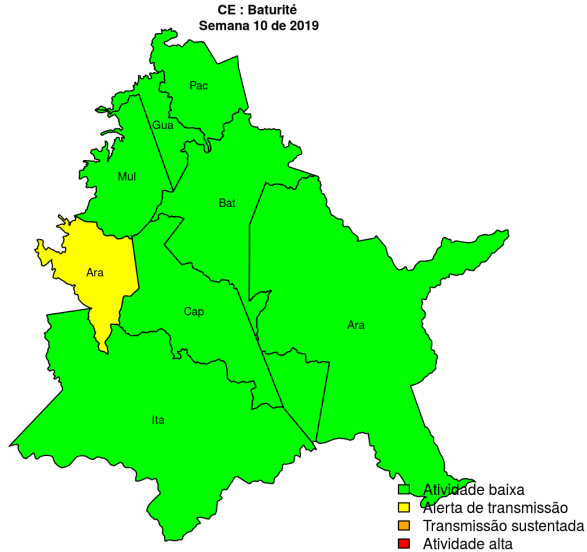 CE : Baturité
Semana 10 de 2019
Pac
Gua
Mul
Bat
Ara
Cap
Ara
Ita
Atividade baixa
Alerta de transmissão
Transmissão sustentada
Atividade alta